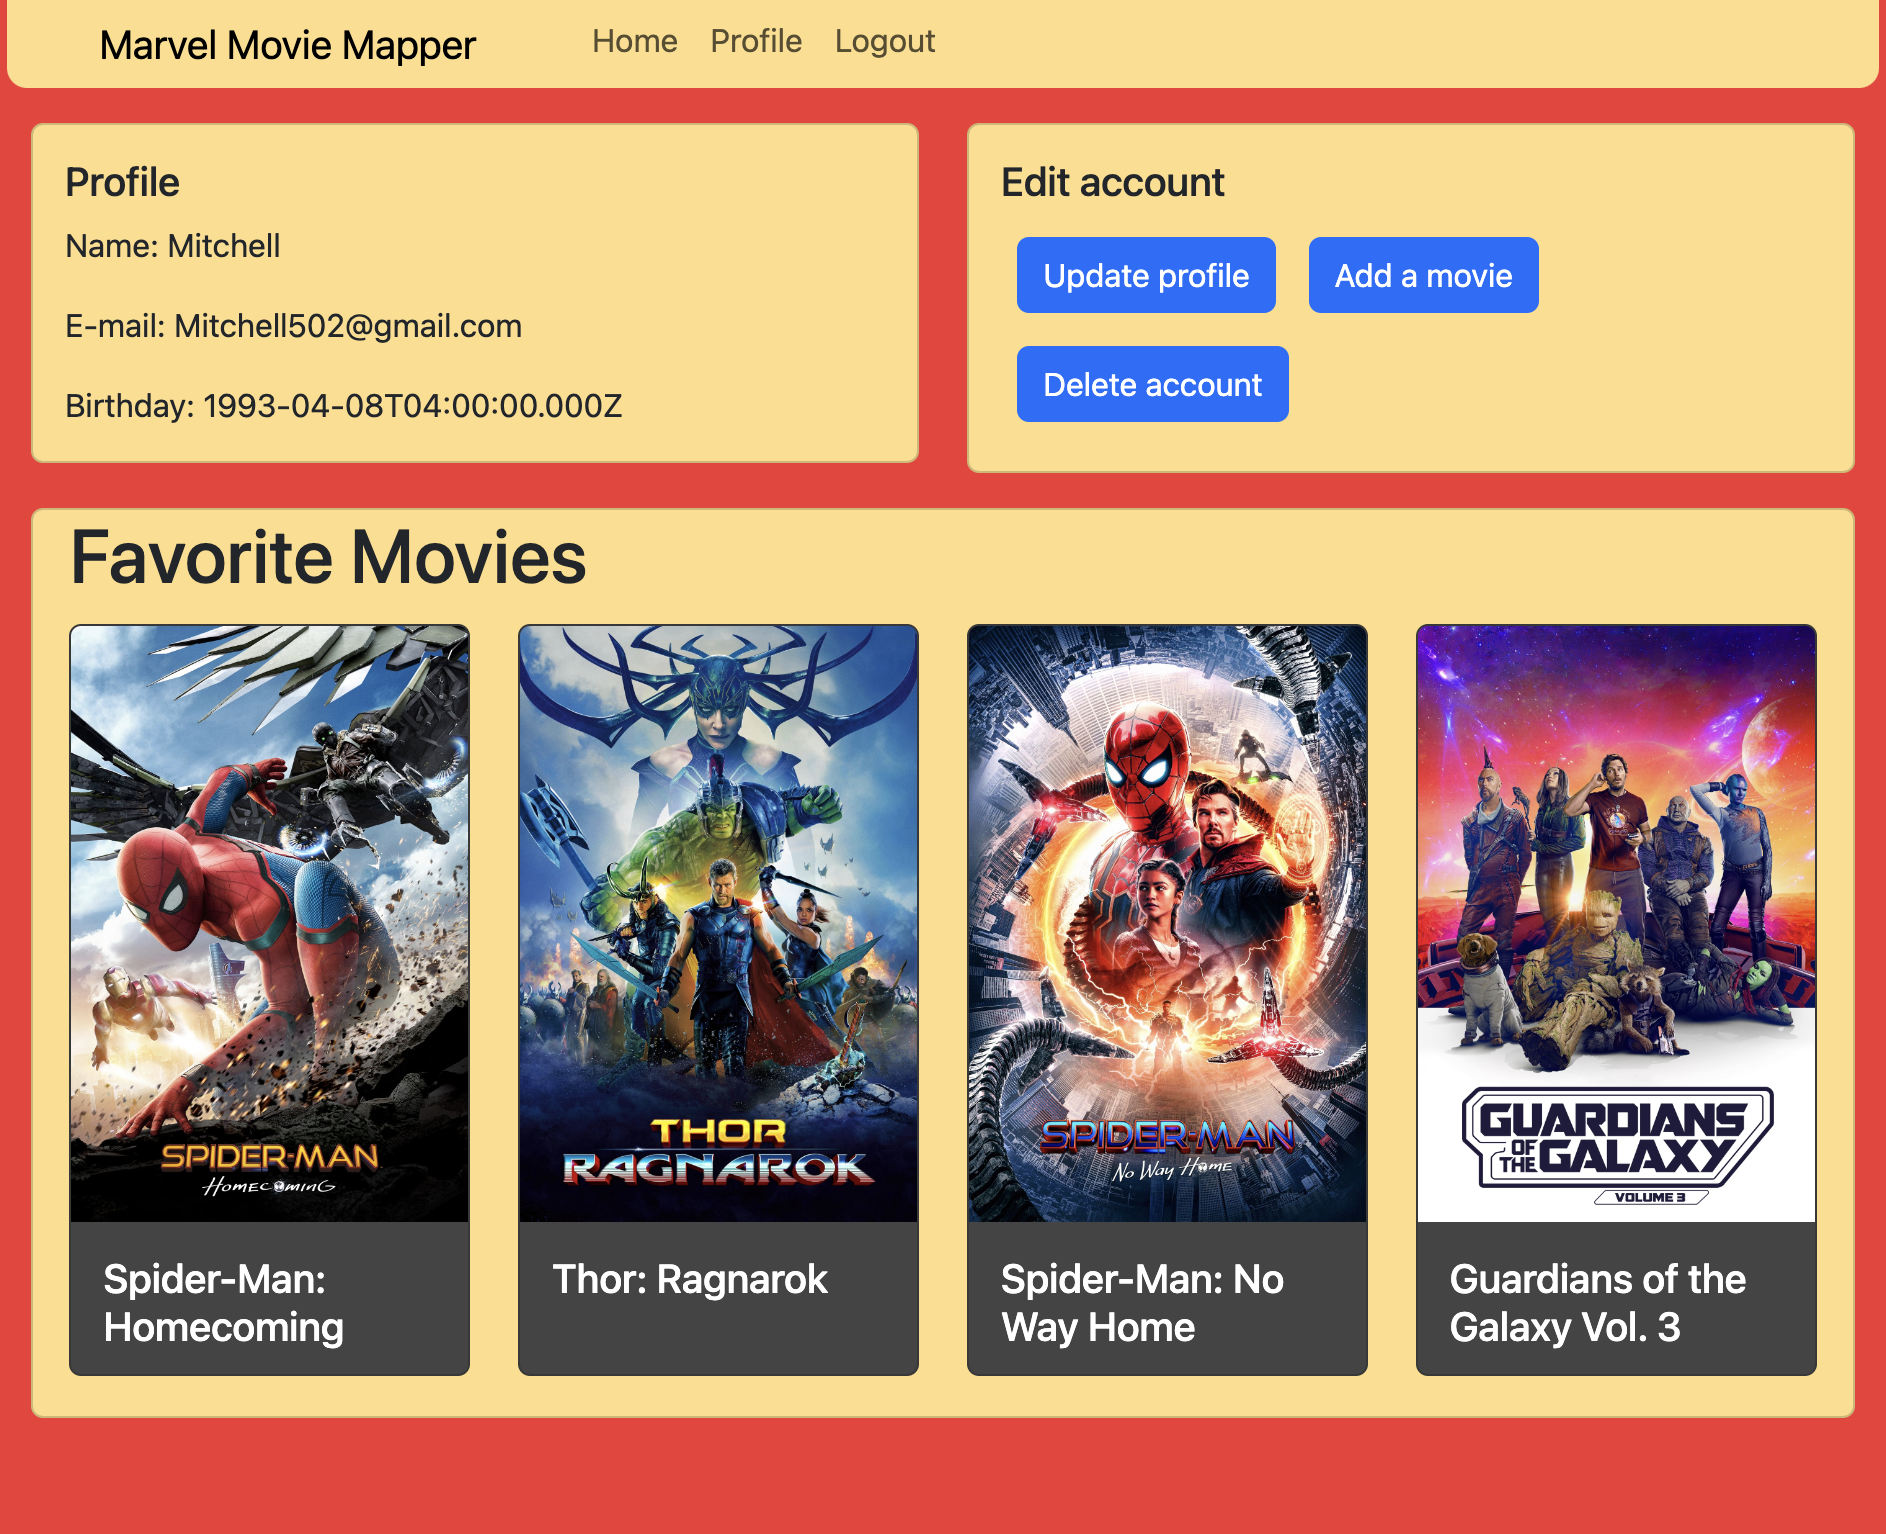 Marvel Movie Mapper
Home Profile Logout
Profile
Name: Mitchell
E-mail: Mitchell502@gmail.com
Birthday: 1993-04-08T04:00:00.000Z
Edit account
Update profile
Add a movie
Delete account
Favorite Movies
SPIDER-MAN
HOMECOMING
Spider-Man:
Homecoming
THOR
RAGNAROK
Thor: Ragnarok
SPIDER-MAN
No Way Home
Spider-Man: No
Way Home
GUARDIANS
OF THE GALAXY
VOLUME 3
Guardians of the
Galaxy Vol. 3